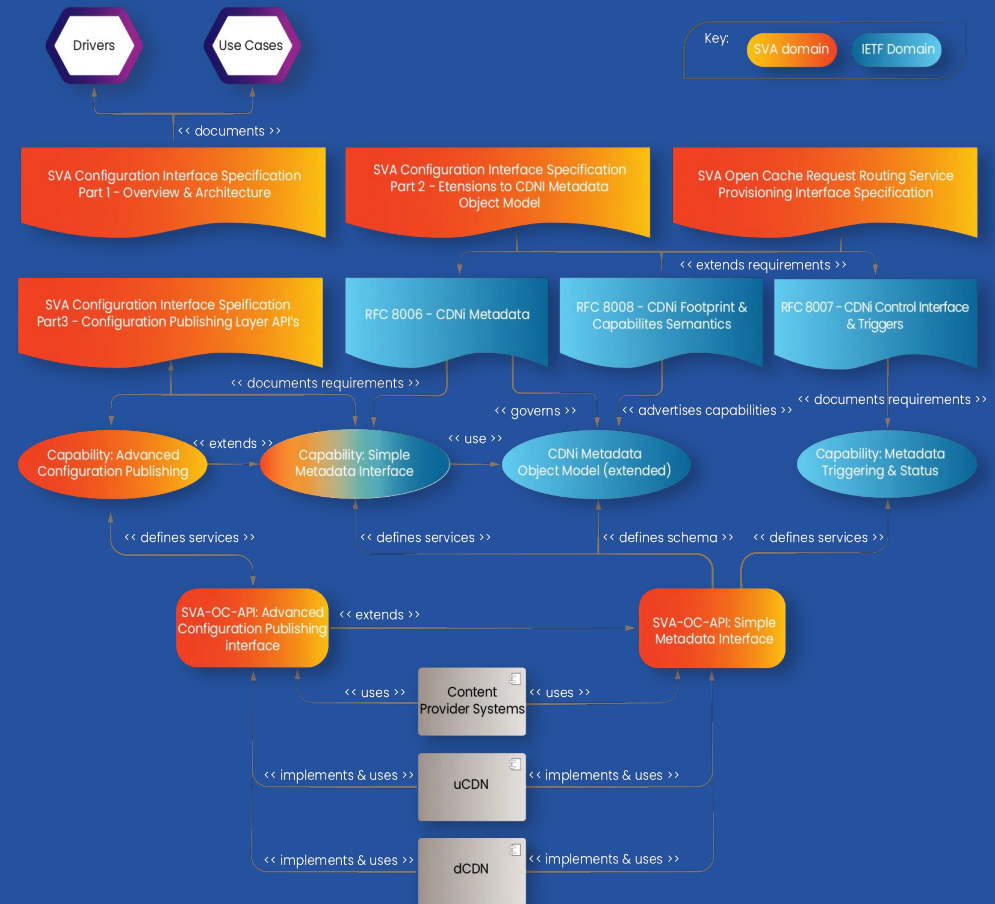 Drivers
Use Cases
Key:
SVA domain
IETF Domain
<< documents >>
SVA Configuration Interface Specification
Part 1 - Overview & Architecture
SVA Configuration Interface Specification
Part 2 - Etensions to CDNI Metadata
Object Model
SVA Open Cache Request Routing Service
Provisioning Interface Specification
<< extends requirements >>
SVA Configuration Interface Speification
Part3 - Configuration Publishing Layer API's
RFC 8006 - CDNi Metadata
RFC 8008 - CDNi Footprint &
Capabilites Semantics
RFC 8007 - CDNi Control Interface
& Triggers
<< documents requirements >>
<< governs >>
<< advertises capabilities >>
<< documents requirements >>
Capability: Advanced
Configuration Publishing
<< extends >>
Capability: Simple
Metadata Interface
<< use >>
CDNi Metadata
Object Model (extended)
Capability: Metadata
Triggering & Status
<< defines services >>
<< defines services >>
<< defines schema >>
<< defines services >>
SVA-OC-API: Advanced
Configuration Publishing
interface
<< extends >>
SVA-OC-API: Simple
Metadata Interface
<< uses >>
Content
Provider Systems
<< uses >>
<< implements & uses >>
uCDN
<< implements & uses >>
<< implements & uses >>
dCDN
<< implements & uses >>